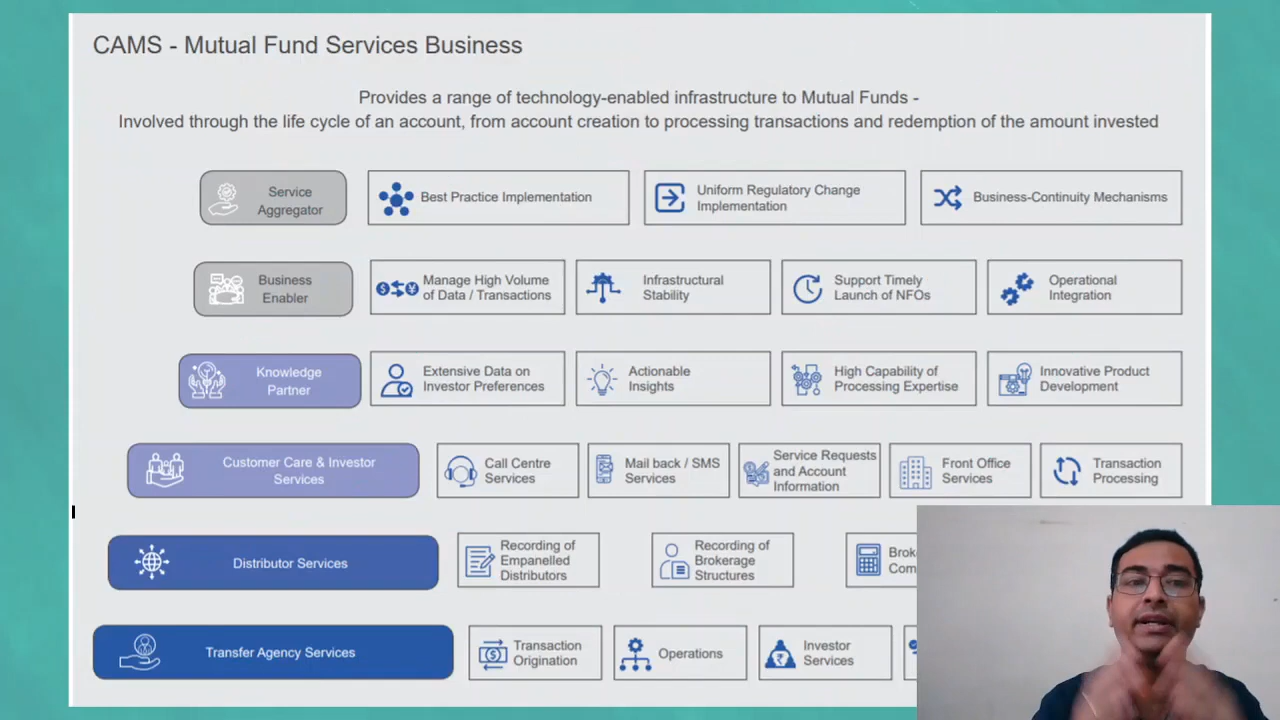 CAMS - Mutual Fund Services Business
Provides a range of technology-enabled infrastructure to Mutual Funds -
Involved through the life cycle of an account, from account creation to processing transactions and redemption of the amount invested
Service
Aggregator
Best Practice Implementation
Uniform Regulatory Change
Implementation
Business-Continuity Mechanisms
Business
Enabler
Manage High Volume
of Data / Transactions
Infrastructural
Stability
Support Timely
Launch of NFOs
Operational
Integration
Knowledge
Partner
Extensive Data on
Investor Preferences
Actionable
Insights
High Capability of
Processing Expertise
Innovative Product
Development
Customer Care & Investor
Services
Call Centre
Services
Mail back / SMS
Services
Service Requests
and Account
Information
Front Office
Services
Transaction
Processing
Distributor Services
Recording of
Empanelled
Distributors
Recording of
Brokerage
Structures
Transfer Agency Services
Transaction
Origination
Operations
Investor
Services